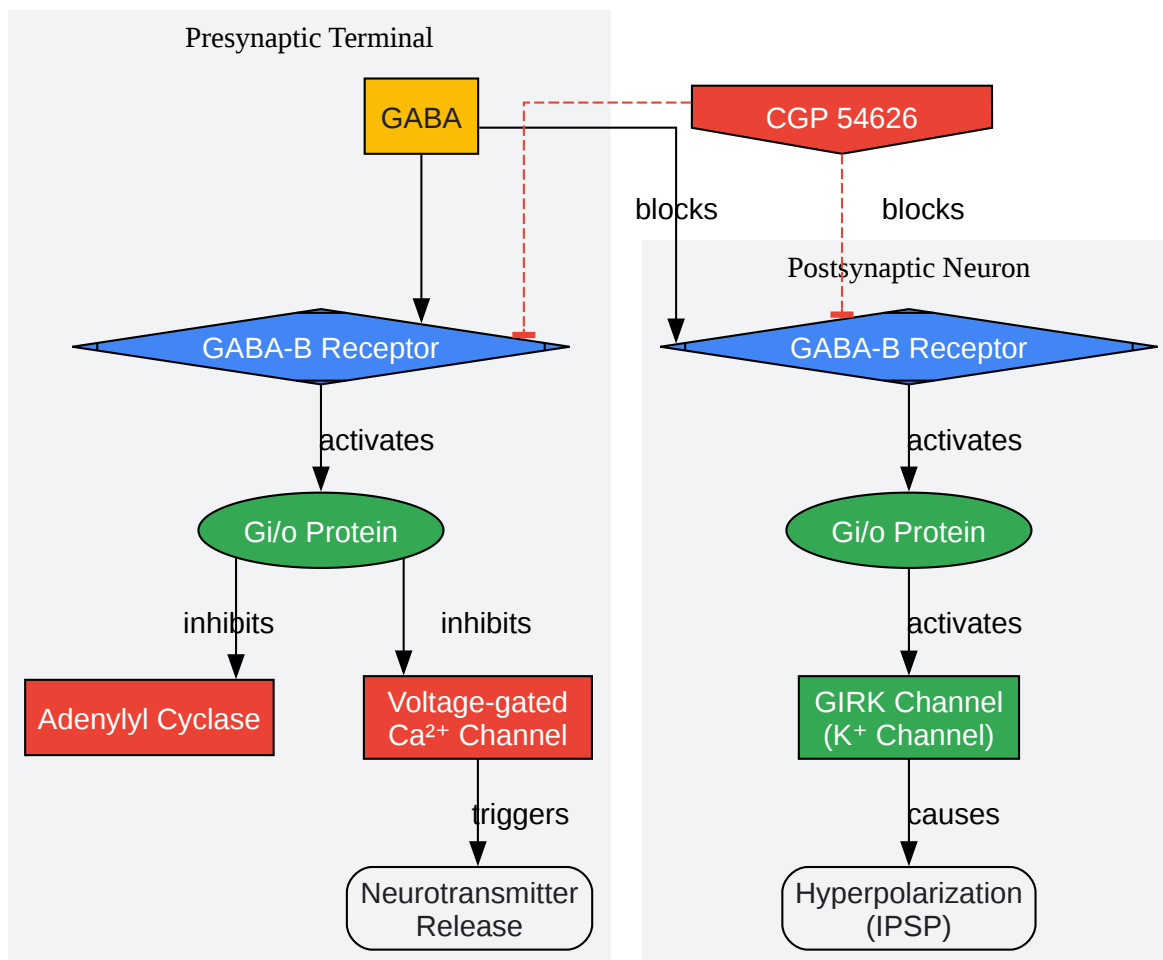 Presynaptic Terminal
GABA
CGP 54626
blocks
blocks
Postsynaptic Neuron
GABA-B Receptor
GABA-B Receptor
activates
activates
Gi/o Protein
Gi/o Protein
inhibits
inhibits
activates
Adenylyl Cyclase
Voltage-gated
Ca²⁺ Channel
GIRK Channel
(K⁺ Channel)
triggers
causes
Neurotransmitter
Release
Hyperpolarization
(IPSP)